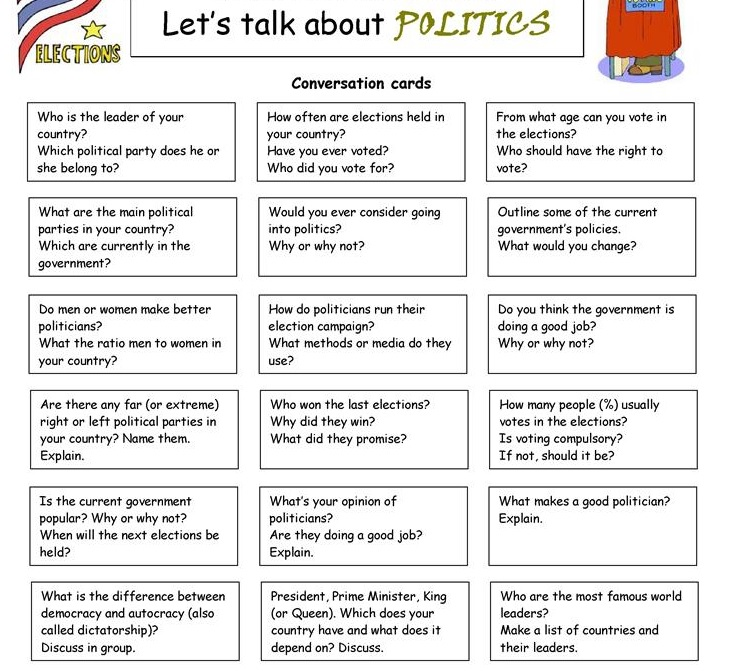 Let's talk about POLITICS
ELECTIONS
BOOTH
Conversation cards
Who is the leader of your
country?
Which political party does he or
she belong to?
How often are elections held in
your country?
Have you ever voted?
Who did you vote for?
From what age can you vote in
the elections?
Who should have the right to
vote?
What are the main political
parties in your country?
Which are currently in the
government?
Would you ever consider going
into politics?
Why or why not?
Outline some of the current
government's policies.
What would you change?
Do men or women make better
politicians?
What the ratio men to women in
your country?
How do politicians run their
election campaign?
What methods or media do they
use?
Do you think the government is
doing a good job?
Why or why not?
Are there any far (or extreme)
right or left political parties in
your country? Name them.
Explain.
Who won the last elections?
Why did they win?
What did they promise?
How many people (%) usually
votes in the elections?
Is voting compulsory?
If not, should it be?
Is the current government
popular? Why or why not?
When will the next elections be
held?
What's your opinion of
politicians?
Are they doing a good job?
Explain.
What makes a good politician?
Explain.
What is the difference between
democracy and autocracy (also
called dictatorship)?
Discuss in group.
President, Prime Minister, King
(or Queen). Which does your
country have and what does it
depend on? Discuss.
Who are the most famous world
leaders?
Make a list of countries and
their leaders.